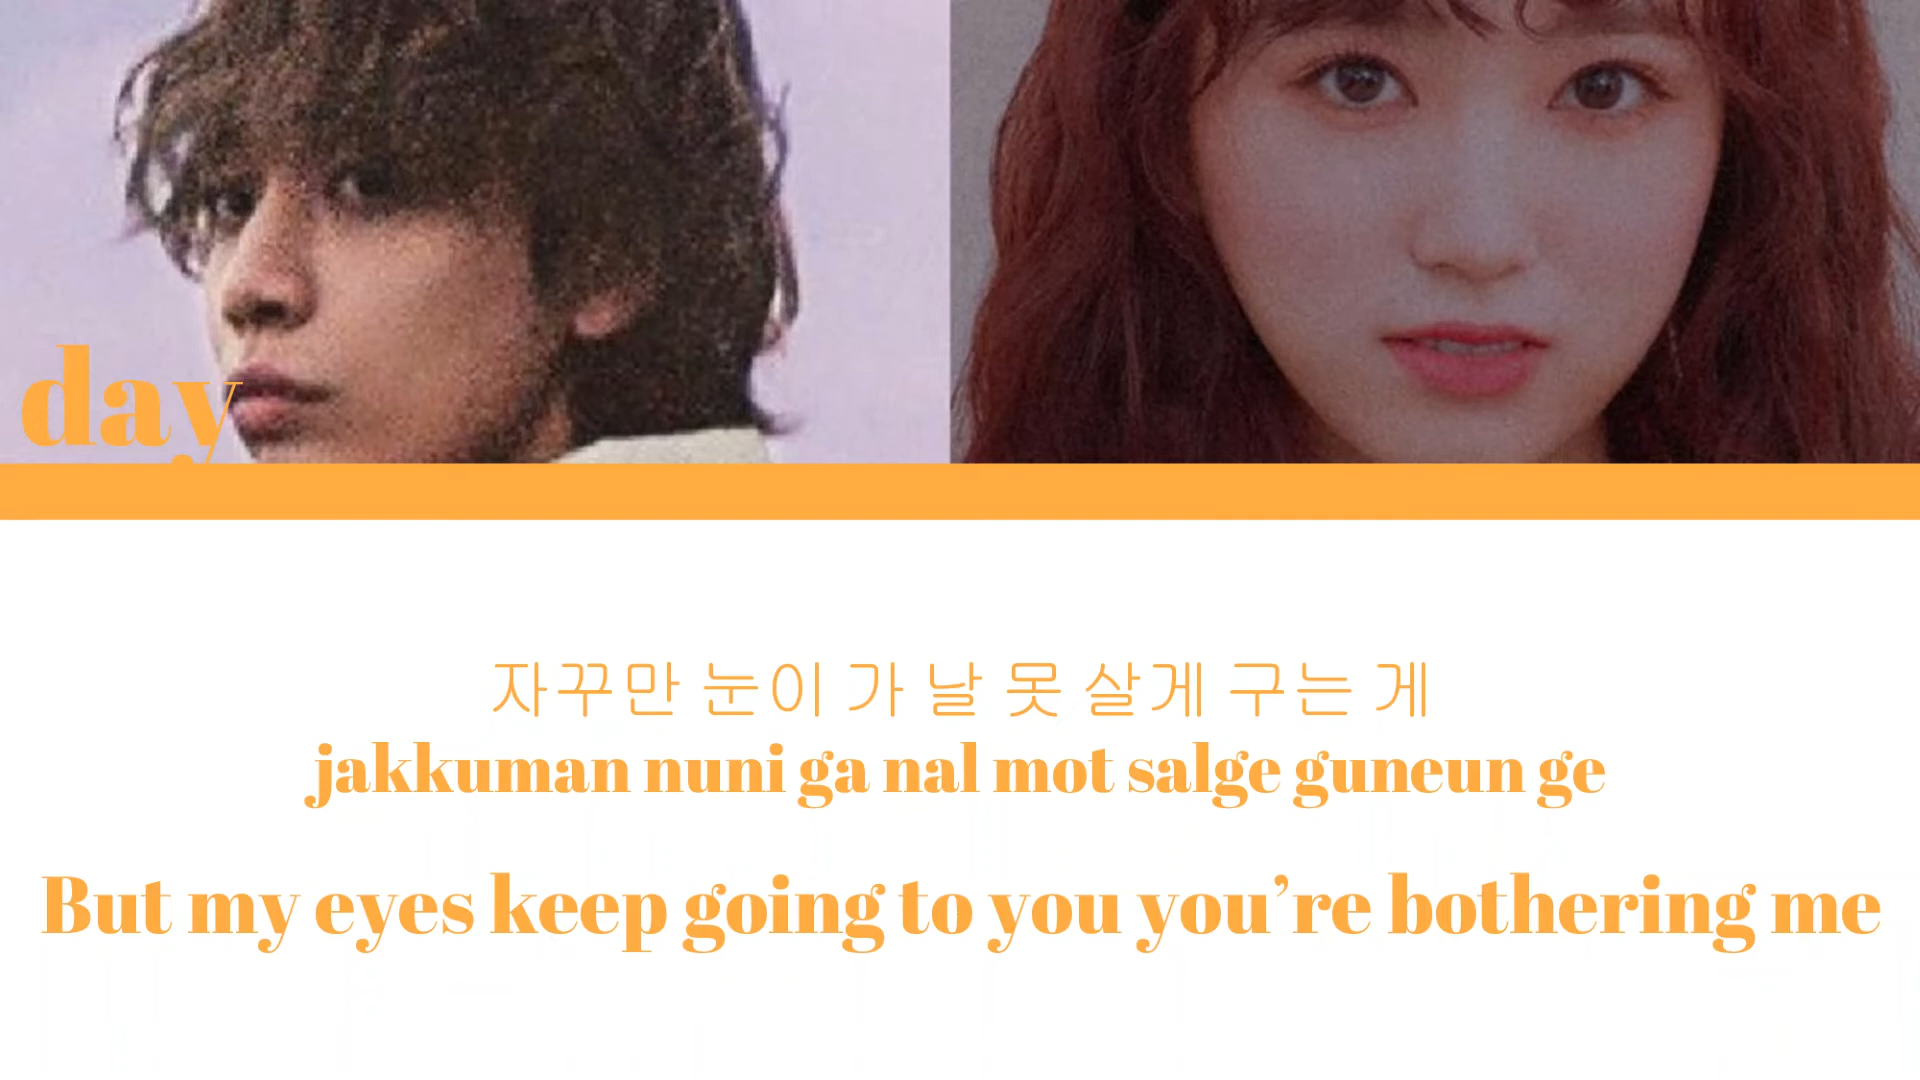 day
자꾸만 눈이 가 날 못 살게 구는 게
jakkuman nuni ga nal mot salge guneun ge
But my eyes keep going to you you’re bothering me